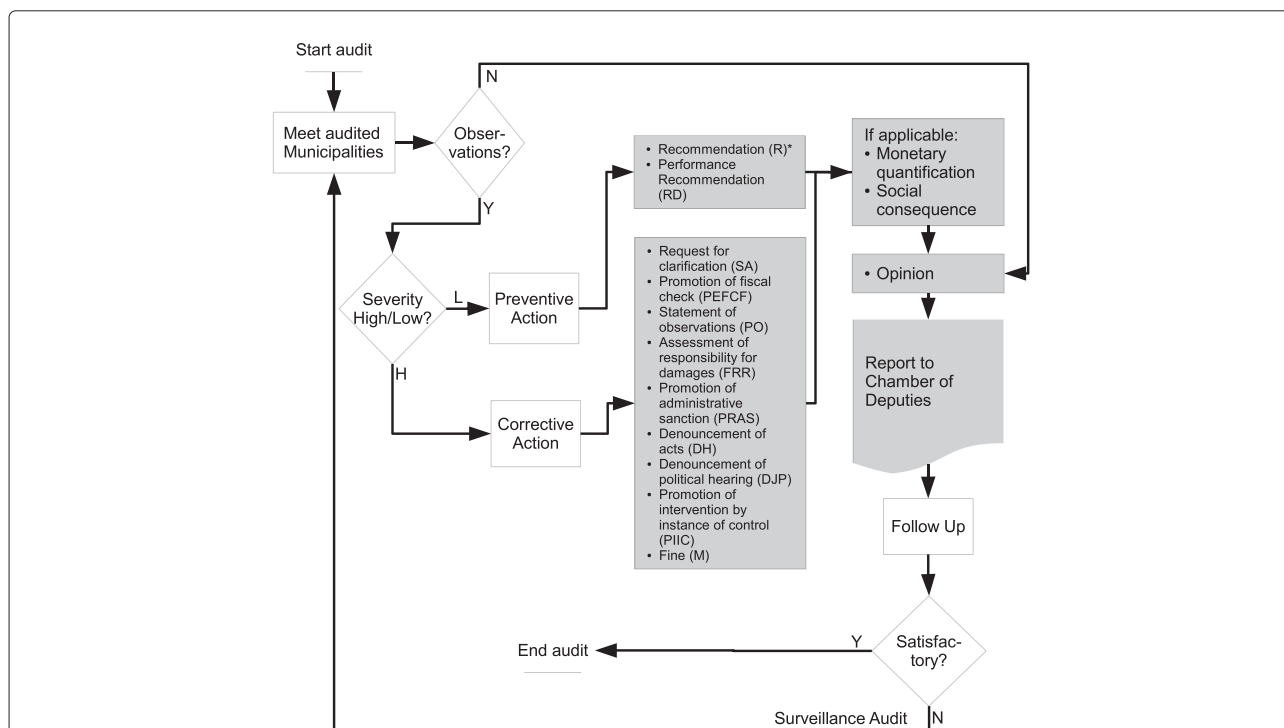 Start audit
Meet audited
Municipalities
Obser-
vations?
N
Y
Severity
High/Low?
L
H
Preventive
Action
Corrective
Action
• Recommendation (R)*
• Performance
Recommendation
(RD)
• Request for
clarification (SA)
• Promotion of fiscal
check (PEFCF)
• Statement of
observations (PO)
• Assessment of
responsibility for
damages (FRR)
• Promotion of
administrative
sanction (PRAS)
• Denouncement of
acts (DH)
• Denouncement of
political hearing (DJP)
• Promotion of
intervention by
instance of control
(PIIC)
• Fine (M)
If applicable:
• Monetary
quantification
• Social
consequence
• Opinion
Report to
Chamber of
Deputies
Follow Up
Satisfac-
tory?
Y
End audit
N
Surveillance Audit